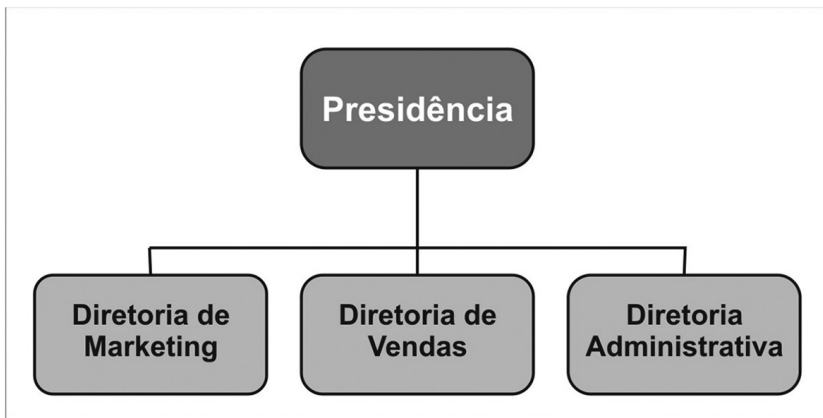 Presidência
Diretoria de
Marketing
Diretoria de
Vendas
Diretoria
Administrativa